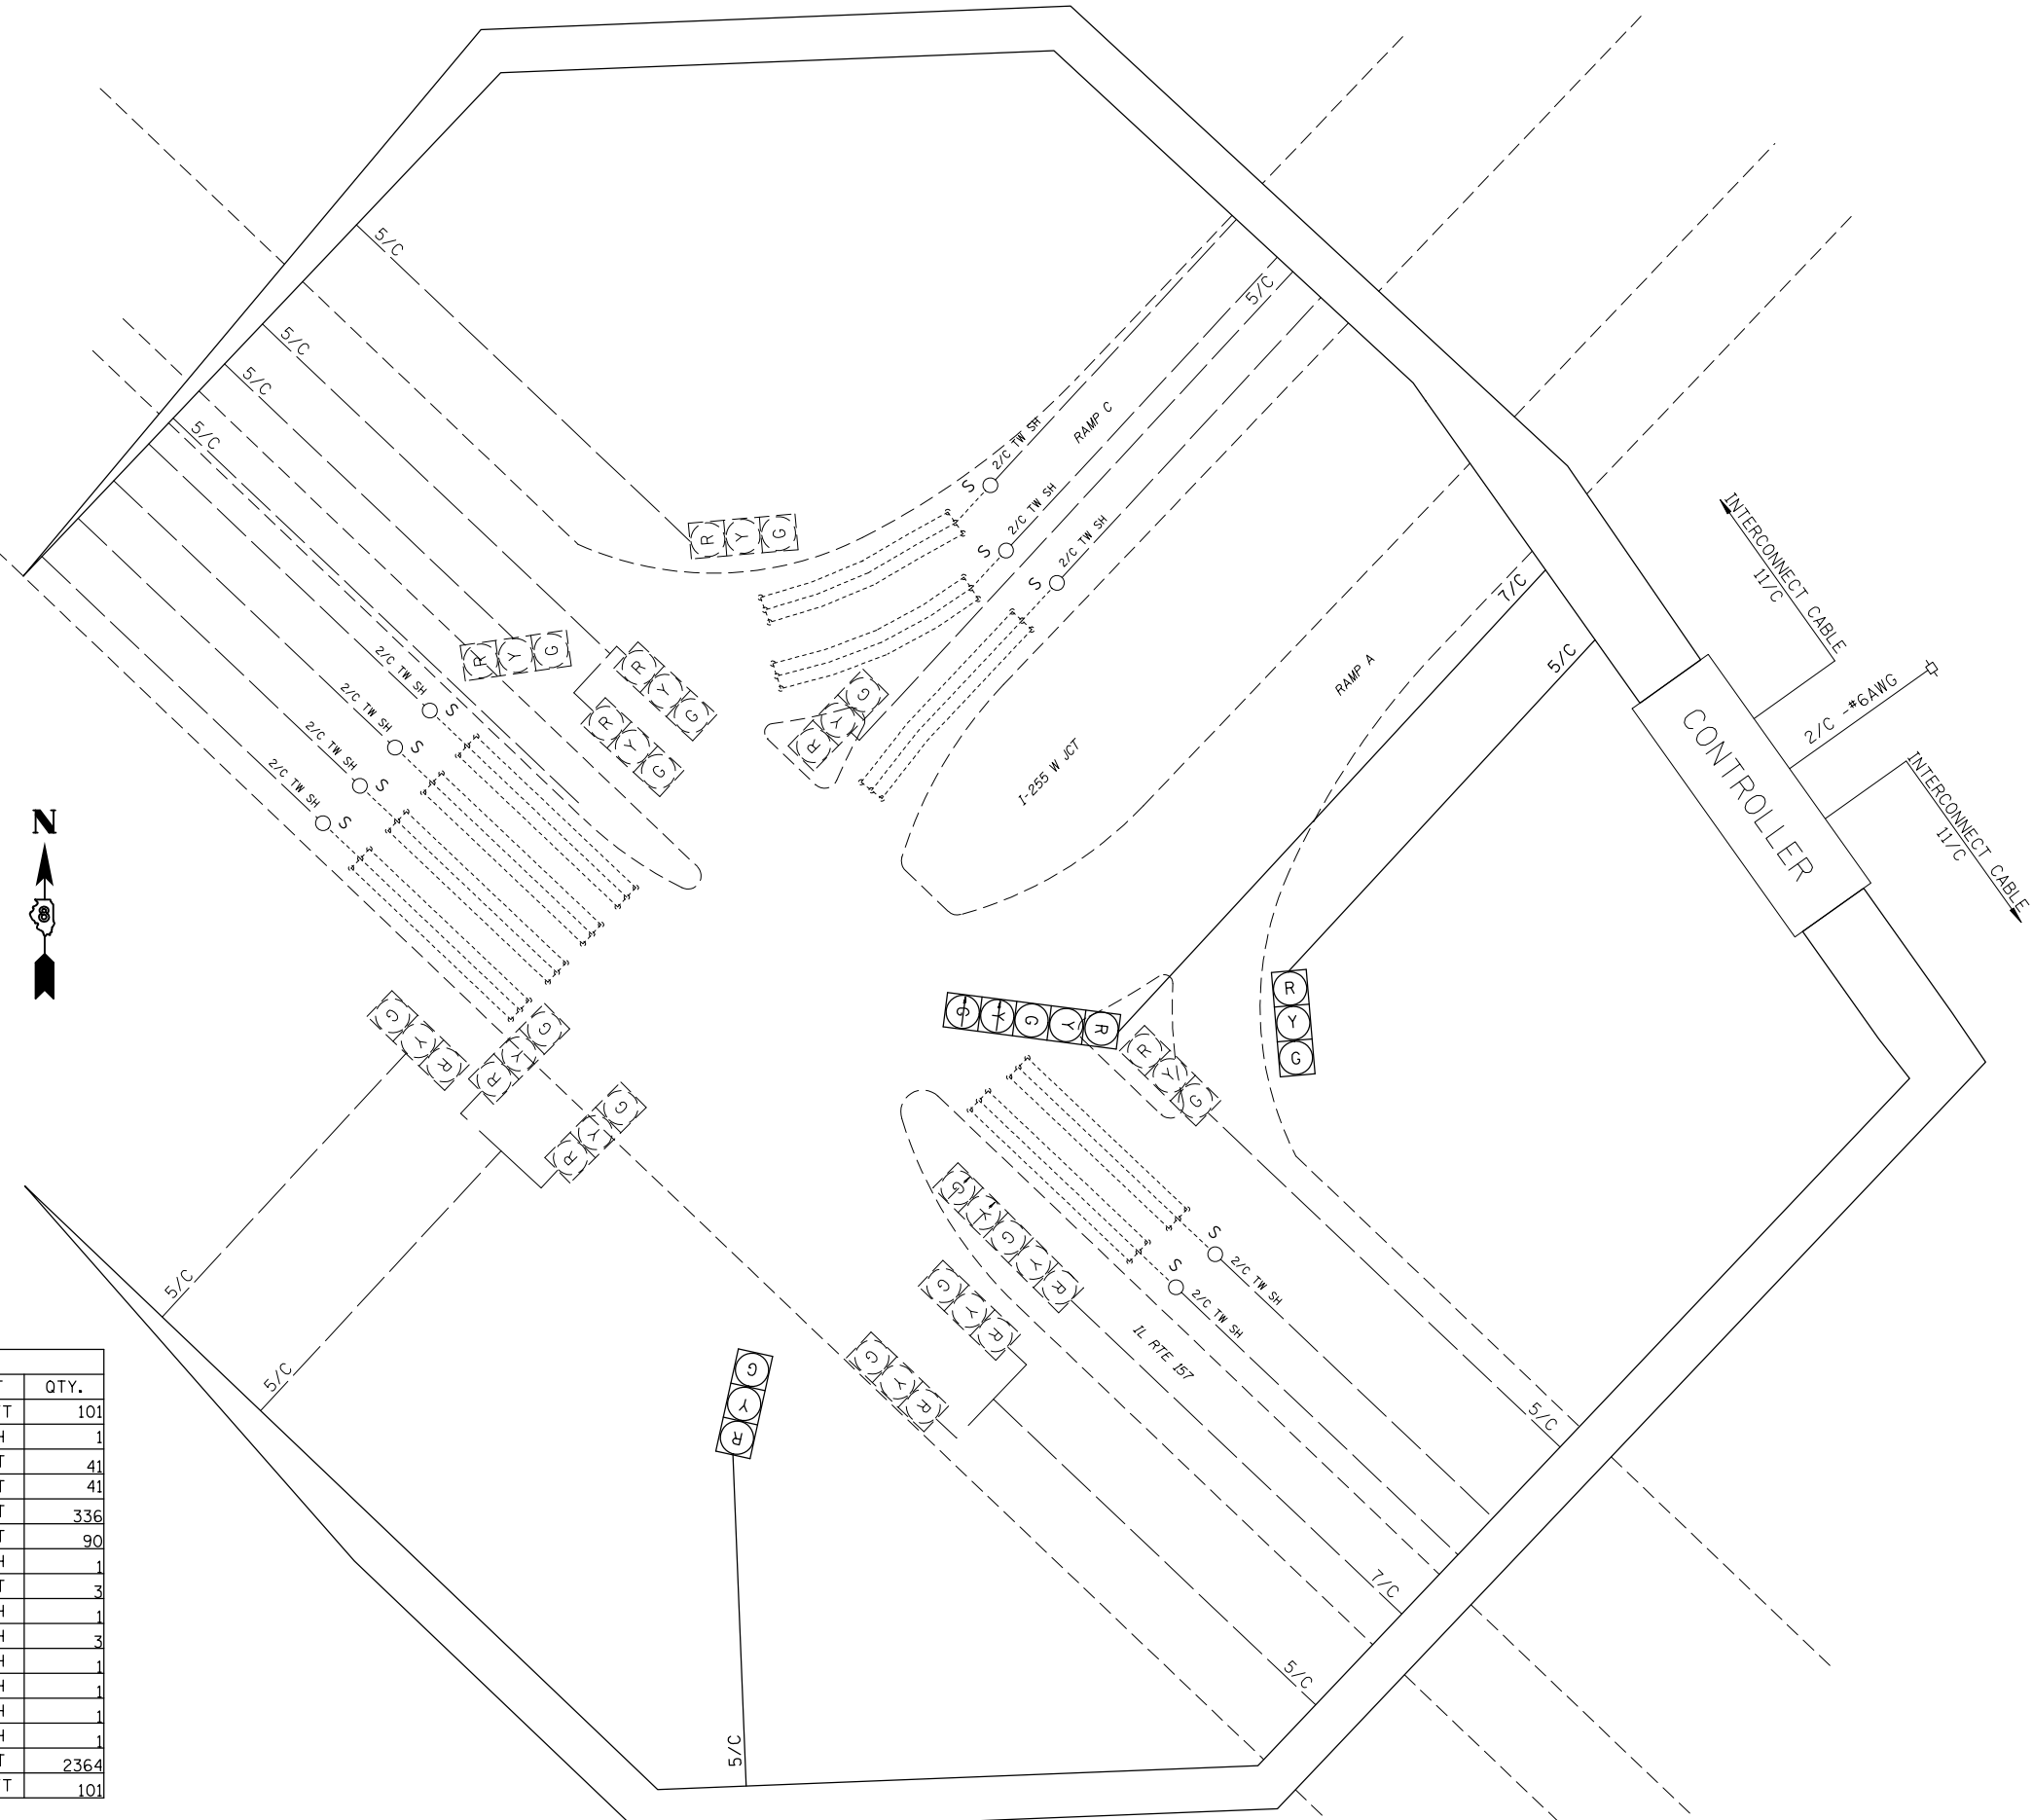 5/C
5/C
5/C
5/C
5/C
2/C TW SH
RAMP C
S
2/C TW SH
S
2/C TW SH
S
R Y G
R Y G
R Y G
R Y G
R Y G
7/C
5/C
RAMP A
I-255 W JCT
INTERCONNECT CABLE
11/C
2/C -#6AWG
CONTROLLER
INTERCONNECT CABLE
11/C
2/C TW SH
S
2/C TW SH
S
2/C TW SH
S
2/C TW SH
S
N
8
R Y G Y G
R Y G
R Y G
R Y G
R Y G
R Y G
R Y G Y G
R Y G
R Y G
R Y G
S
2/C TW SH
S
2/C TW SH
IL RTE 157
5/C
5/C
5/C
7/C
5/C
5/C
QTY.
101
1
41
41
336
90
1
3
1
3
1
1
1
1
2364
101